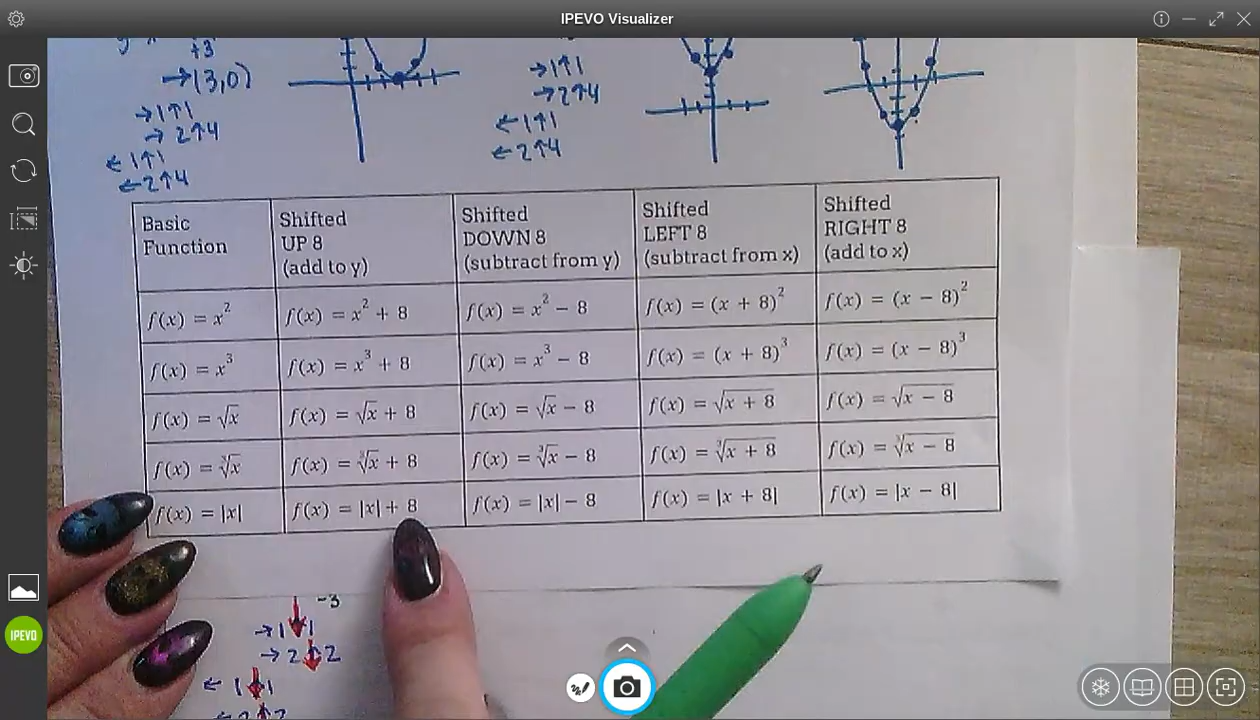 IPEVO Visualizer
+3
→(3,0)
→1↑1
→2↑4
←1↑1
←2↑4
→1↑1
→2↑4
←1↑1
←2↑4
Basic Function
Shifted UP 8 (add to y)
Shifted DOWN 8 (subtract from y)
Shifted LEFT 8 (subtract from x)
Shifted RIGHT 8 (add to x)
f(x) = x² f(x) = x² + 8 f(x) = x² − 8 f(x) = (x + 8)² f(x) = (x − 8)²
f(x) = x³ f(x) = x³ + 8 f(x) = x³ − 8 f(x) = (x + 8)³ f(x) = (x − 8)³
f(x) = √x f(x) = √x + 8 f(x) = √x − 8 f(x) = √(x + 8) f(x) = √(x − 8)
f(x) = ∛x f(x) = ∛x + 8 f(x) = ∛x − 8 f(x) = ∛(x + 8) f(x) = ∛(x − 8)
f(x) = |x| f(x) = |x| + 8 f(x) = |x| − 8 f(x) = |x + 8| f(x) = |x − 8|
-3
→1↓1
→2↓2
←1↓1
IPEVO